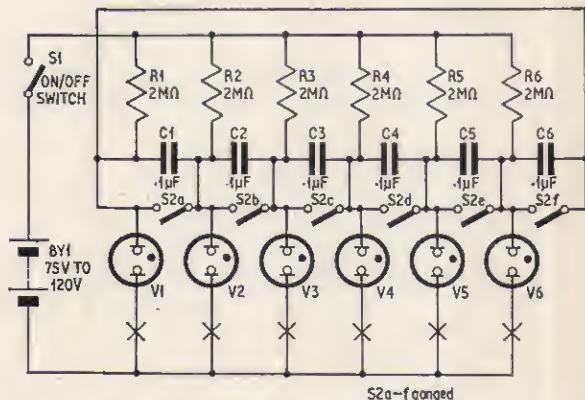 S1
ON/OFF
SWITCH
R1
2MΩ
R2
2MΩ
R3
2MΩ
R4
2MΩ
R5
2MΩ
R6
2MΩ
C1
·1μF
C2
·1μF
C3
·1μF
C4
·1μF
C5
·1μF
C6
·1μF
S2a
S2b
S2c
S2d
S2e
S2f
BY1
75V TO
120V
V1
V2
V3
V4
V5
V6
S2a-f ganged